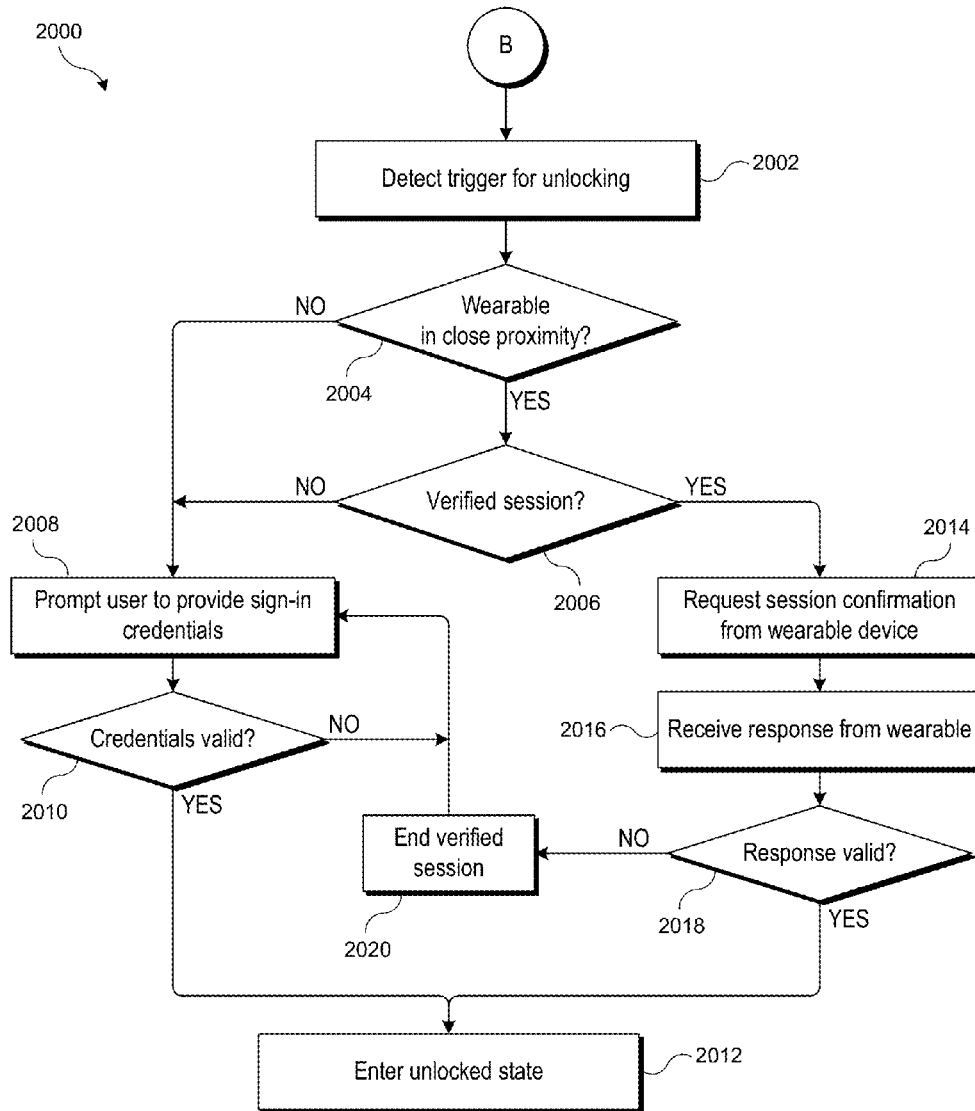 2000
B
Detect trigger for unlocking
2002
Wearable
in close proximity?
NO
2004
YES
Verified session?
NO
YES
2006
2008
Prompt user to provide sign-in
credentials
2014
Request session confirmation
from wearable device
Credentials valid?
NO
2010
YES
2016
Receive response from wearable
End verified
session
2020
NO
Response valid?
2018
YES
Enter unlocked state
2012